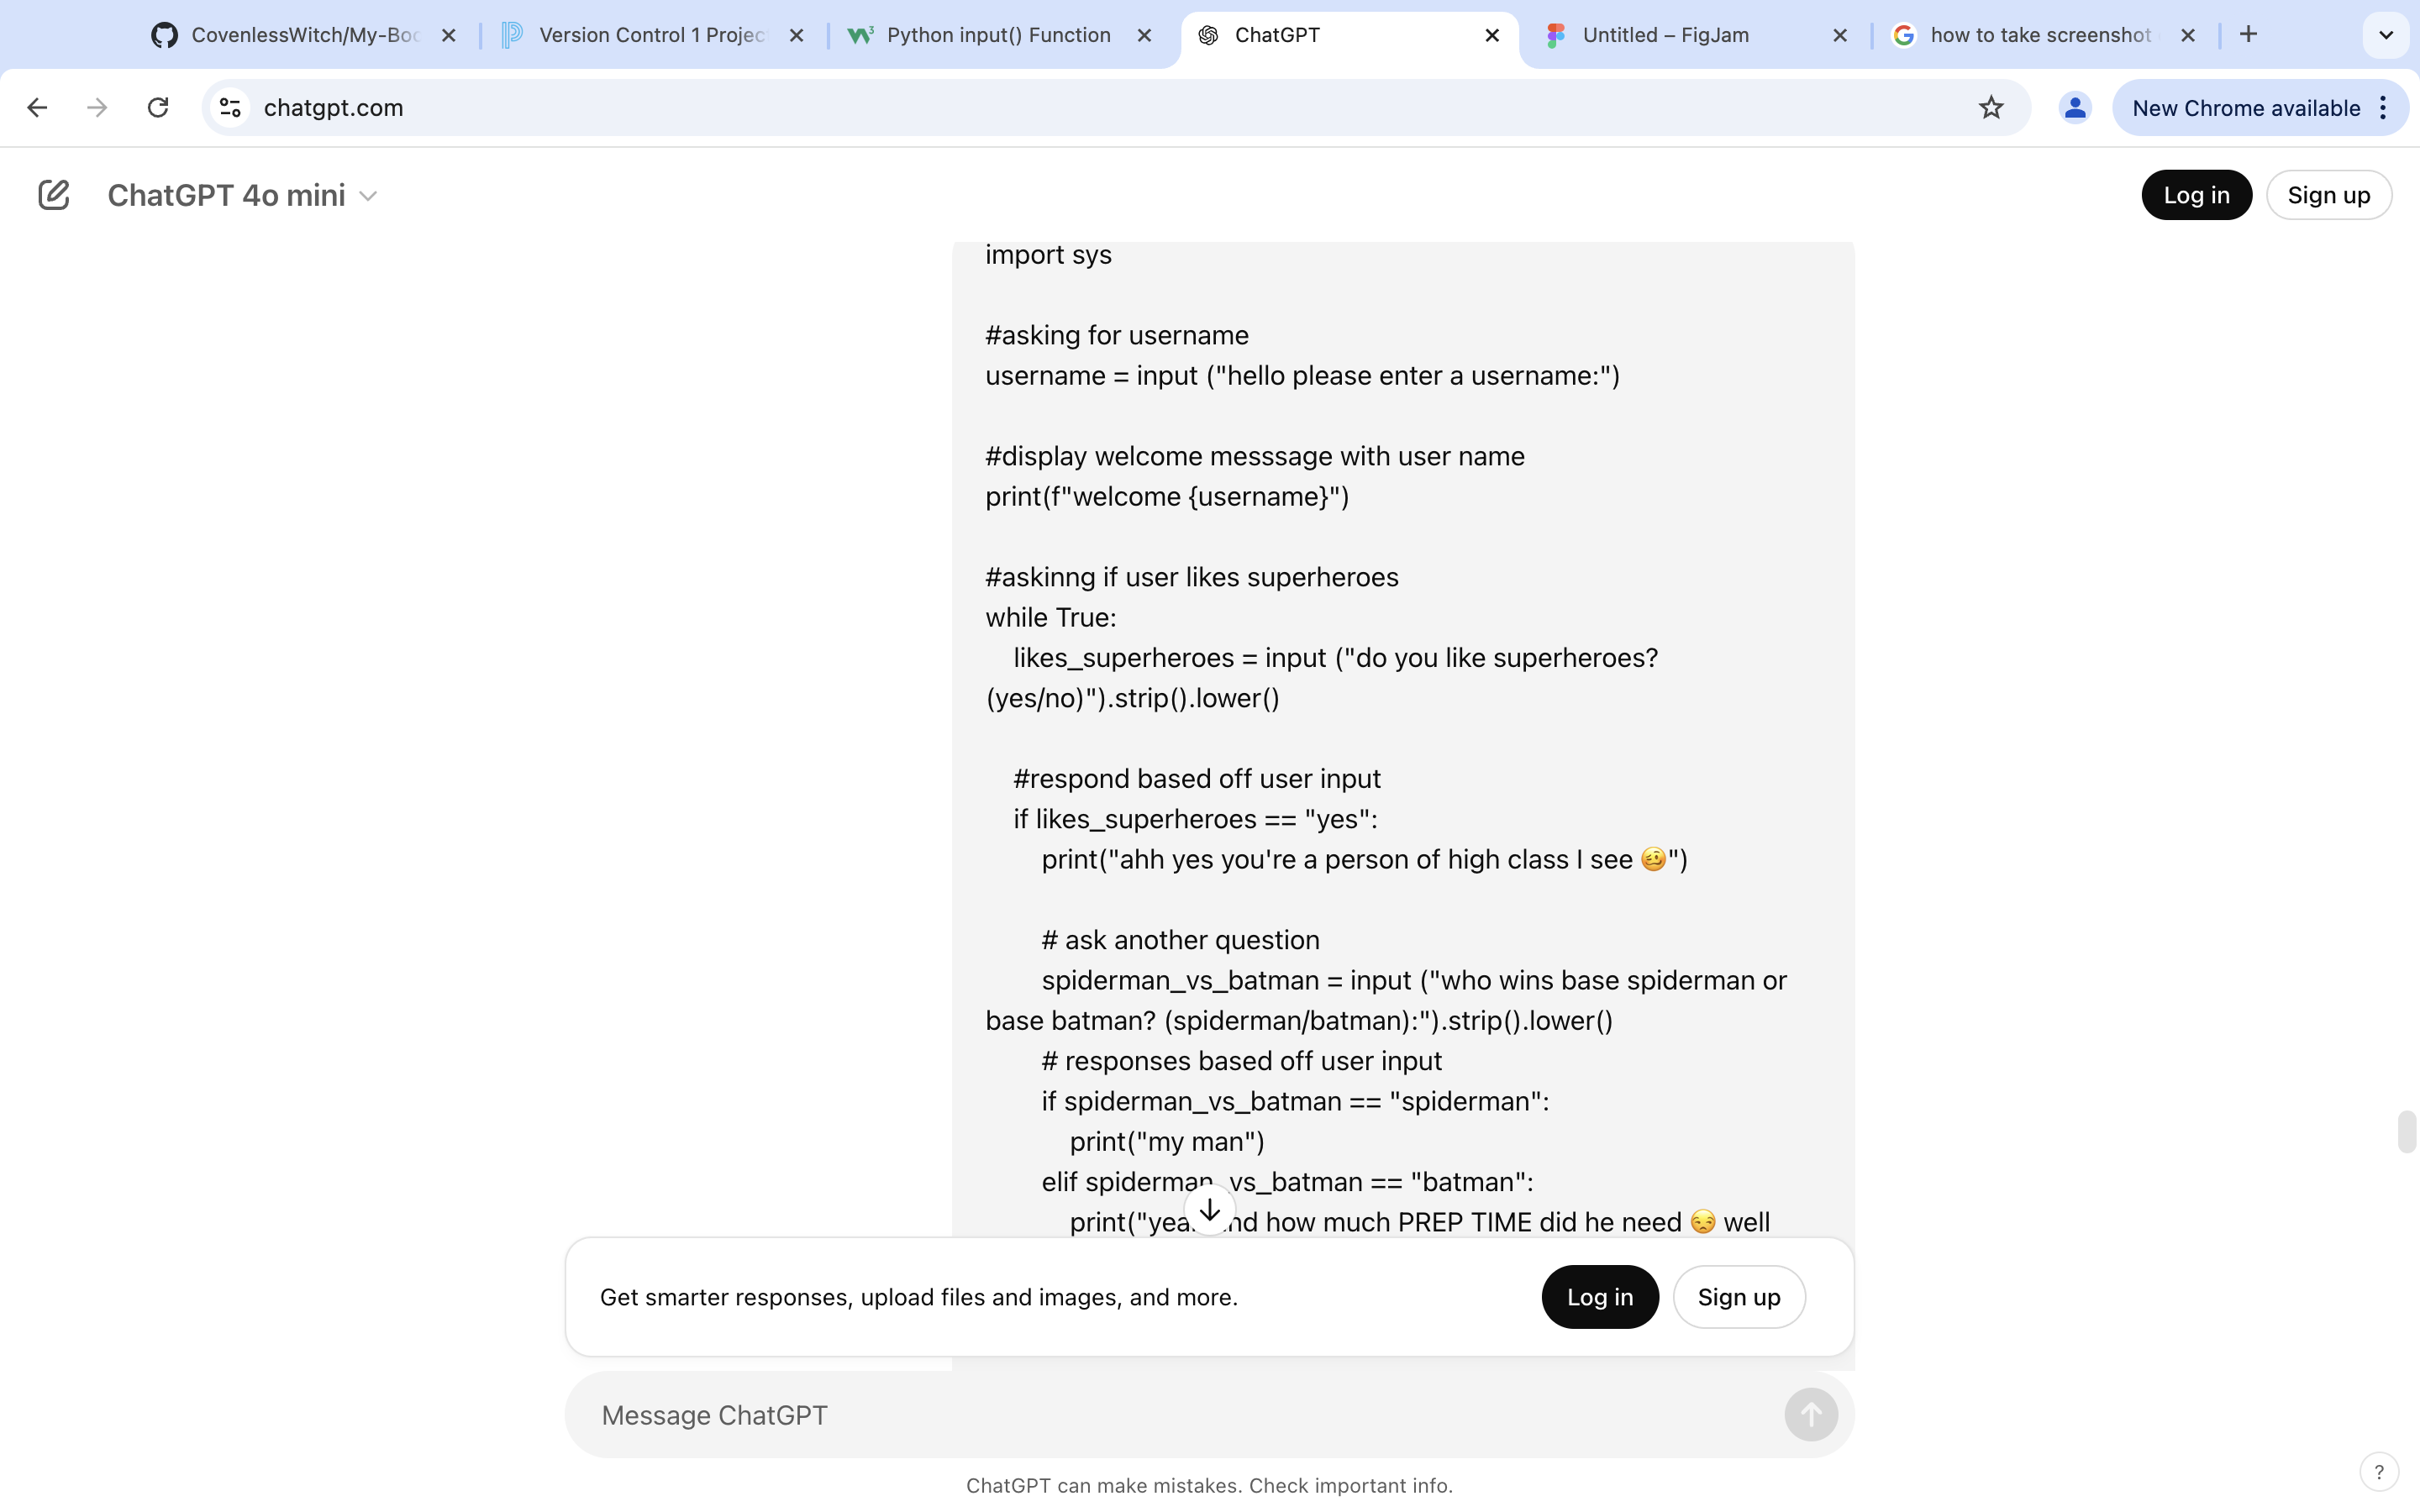 CovenlessWitch/My-Boo
Version Control 1 Projec
Python input() Function
ChatGPT
Untitled – FigJam
how to take screenshot
chatgpt.com
New Chrome available
ChatGPT 4o mini
Log in
Sign up
import sys
#asking for username
username = input ("hello please enter a username:")
#display welcome messsage with user name
print(f"welcome {username}")
#askinng if user likes superheroes
while True:
likes_superheroes = input ("do you like superheroes?
(yes/no)").strip().lower()
#respond based off user input
if likes_superheroes == "yes":
print("ahh yes you're a person of high class I see 🥴")
# ask another question
spiderman_vs_batman = input ("who wins base spiderman or
base batman? (spiderman/batman):").strip().lower()
# responses based off user input
if spiderman_vs_batman == "spiderman":
print("my man")
elif spiderman_vs_batman == "batman":
print("yea nd how much PREP TIME did he need 😒 well
Get smarter responses, upload files and images, and more.
Log in
Sign up
Message ChatGPT
ChatGPT can make mistakes. Check important info.
?